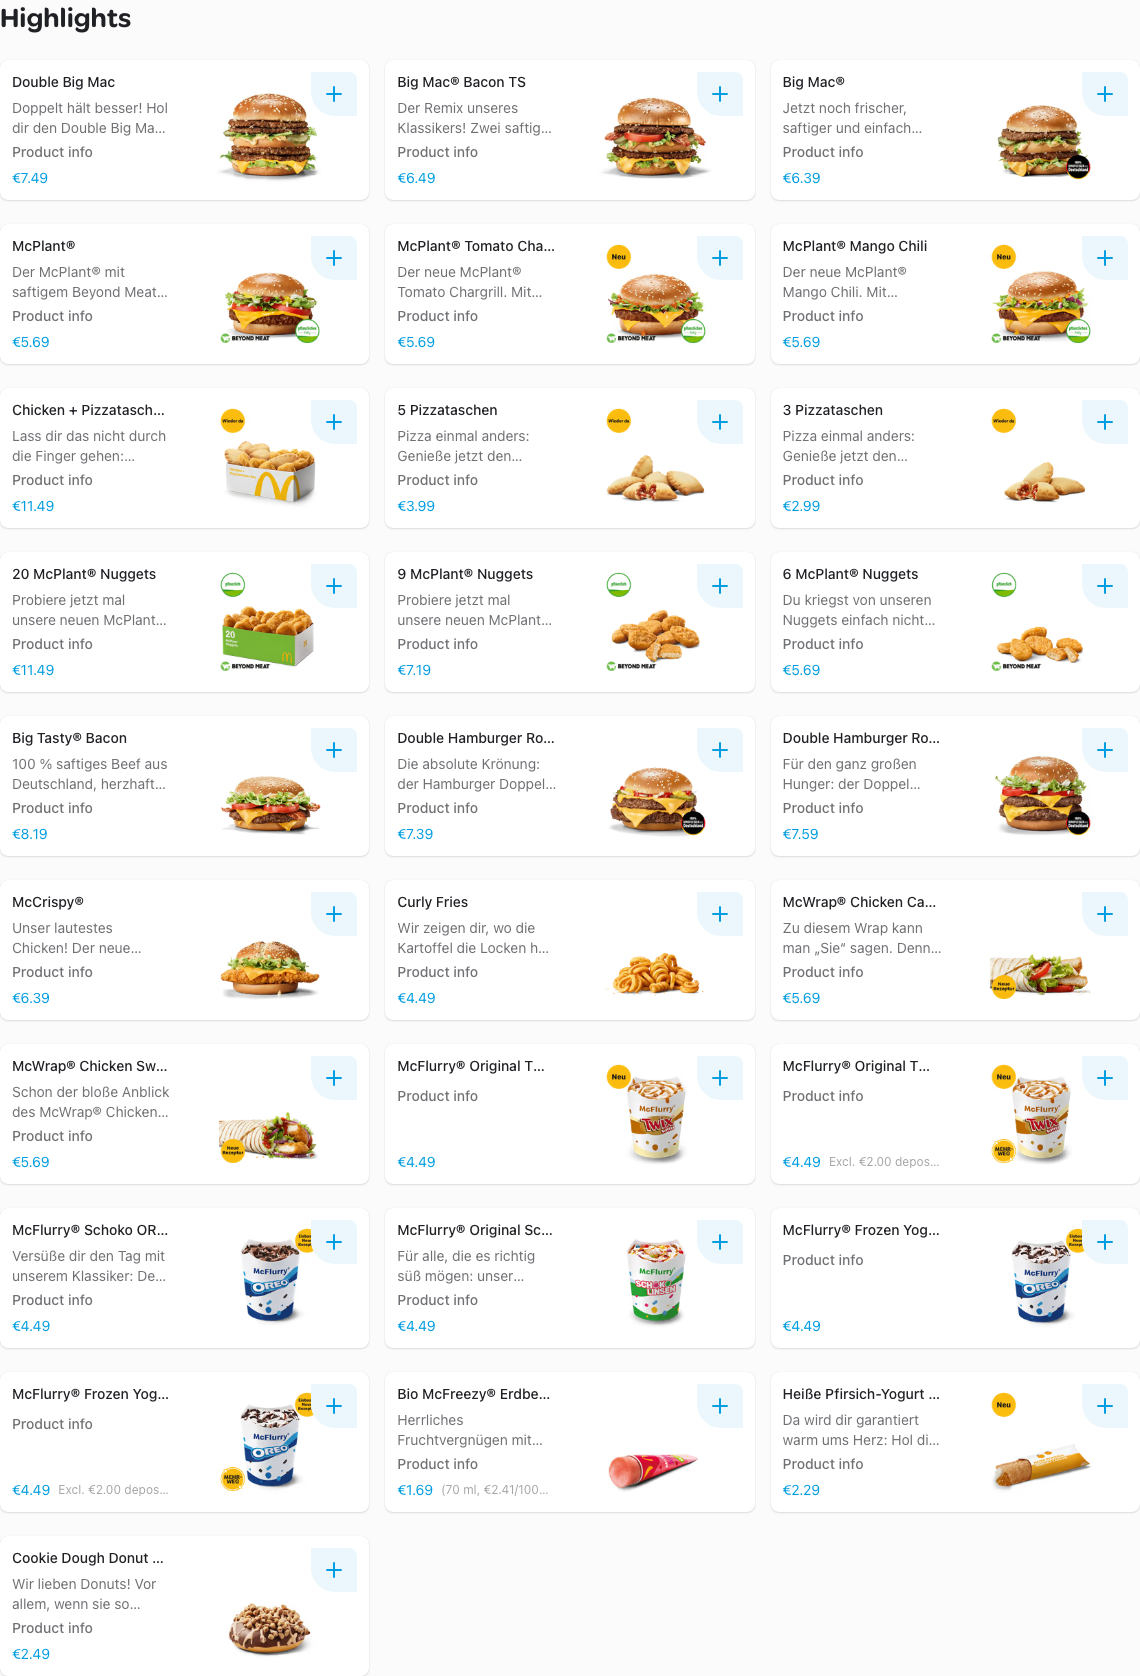 Highlights
Double Big Mac
Doppelt hält besser! Hol
dir den Double Big Ma...
Product info
€7.49
Big Mac® Bacon TS
Der Remix unseres
Klassikers! Zwei saftig...
Product info
€6.49
Big Mac®
Jetzt noch frischer,
saftiger und einfach...
Product info
€6.39
McPlant®
Der McPlant® mit
saftigem Beyond Meat...
Product info
€5.69
BEYOND MEAT
McPlant® Tomato Cha...
Der neue McPlant®
Tomato Chargrill. Mit...
Product info
€5.69
Neu
BEYOND MEAT
McPlant® Mango Chili
Der neue McPlant®
Mango Chili. Mit...
Product info
€5.69
Neu
BEYOND MEAT
Chicken + Pizzatasch...
Lass dir das nicht durch
die Finger gehen:...
Product info
€11.49
Wieder da
5 Pizzataschen
Pizza einmal anders:
Genieße jetzt den...
Product info
€3.99
Wieder da
3 Pizzataschen
Pizza einmal anders:
Genieße jetzt den...
Product info
€2.99
Wieder da
20 McPlant® Nuggets
Probiere jetzt mal
unsere neuen McPlant...
Product info
€11.49
20
BEYOND MEAT
9 McPlant® Nuggets
Probiere jetzt mal
unsere neuen McPlant...
Product info
€7.19
BEYOND MEAT
6 McPlant® Nuggets
Du kriegst von unseren
Nuggets einfach nicht...
Product info
€5.69
BEYOND MEAT
Big Tasty® Bacon
100 % saftiges Beef aus
Deutschland, herzhaft...
Product info
€8.19
Double Hamburger Ro...
Die absolute Krönung:
der Hamburger Doppel...
Product info
€7.39
Double Hamburger Ro...
Für den ganz großen
Hunger: der Doppel...
Product info
€7.59
McCrispy®
Unser lautestes
Chicken! Der neue...
Product info
€6.39
Curly Fries
Wir zeigen dir, wo die
Kartoffel die Locken h...
Product info
€4.49
McWrap® Chicken Ca...
Zu diesem Wrap kann
man „Sie“ sagen. Denn...
Product info
€5.69
Neue
Rezeptur
McWrap® Chicken Sw...
Schon der bloße Anblick
des McWrap® Chicken...
Product info
€5.69
Neue
Rezeptur
McFlurry® Original T...
Product info
€4.49
Neu
McFlurry®
TWIX
McFlurry® Original T...
Product info
€4.49 Excl. €2.00 depos...
Neu
McFlurry®
TWIX
MEHR-
WEG
McFlurry® Schoko OR...
Versüße dir den Tag mit
unserem Klassiker: De...
Product info
€4.49
McFlurry®
OREO
McFlurry® Original Sc...
Für alle, die es richtig
süß mögen: unser...
Product info
€4.49
McFlurry®
SCHOKO
LINSEN
McFlurry® Frozen Yog...
Product info
€4.49
McFlurry®
OREO
McFlurry® Frozen Yog...
Product info
€4.49 Excl. €2.00 depos...
McFlurry®
OREO
MEHR-
WEG
Bio McFreezy® Erdbe...
Herrliches
Fruchtvergnügen mit...
Product info
€1.69 (70 ml, €2.41/100...
Heiße Pfirsich-Yogurt ...
Da wird dir garantiert
warm ums Herz: Hol di...
Product info
€2.29
Neu
Cookie Dough Donut ...
Wir lieben Donuts! Vor
allem, wenn sie so...
Product info
€2.49